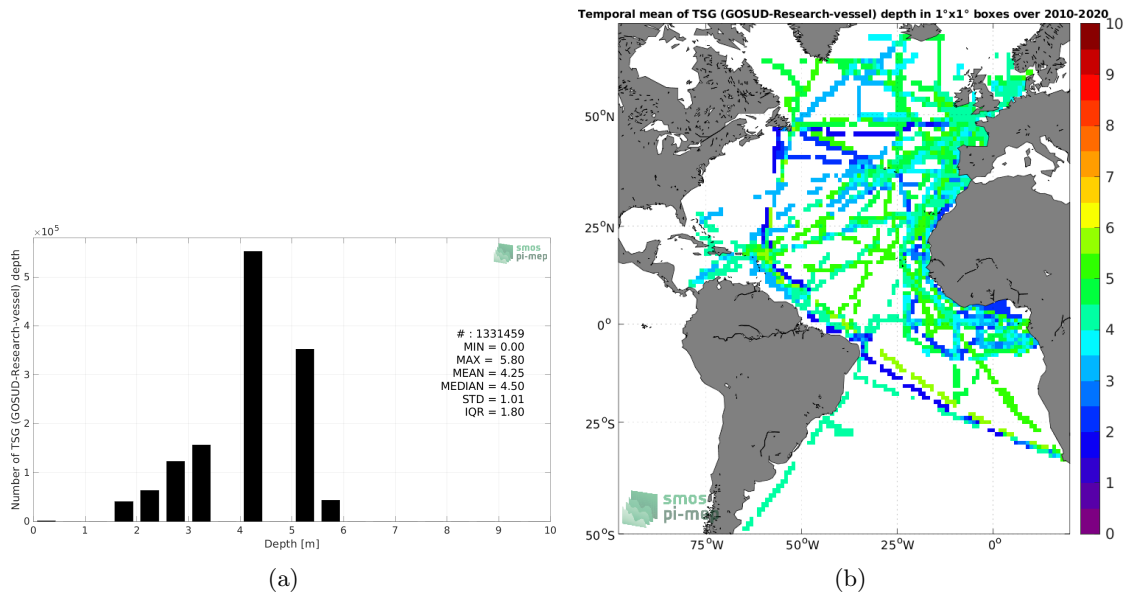 Temporal mean of TSG (GOSUD-Research-vessel) depth in 1°x1° boxes over 2010-2020
×10⁵
5
4
3
2
1
0
Number of TSG (GOSUD-Research-vessel) depth
smos
pi-mep
# : 1331459
MIN = 0.00
MAX = 5.80
MEAN = 4.25
MEDIAN = 4.50
STD = 1.01
IQR = 1.80
0 1 2 3 4 5 6 7 8 9 10
Depth [m]
50°N
25°N
0°
25°S
50°S
75°W 50°W 25°W 0°
smos
pi-mep
10
9
8
7
6
5
4
3
2
1
0
(a)
(b)